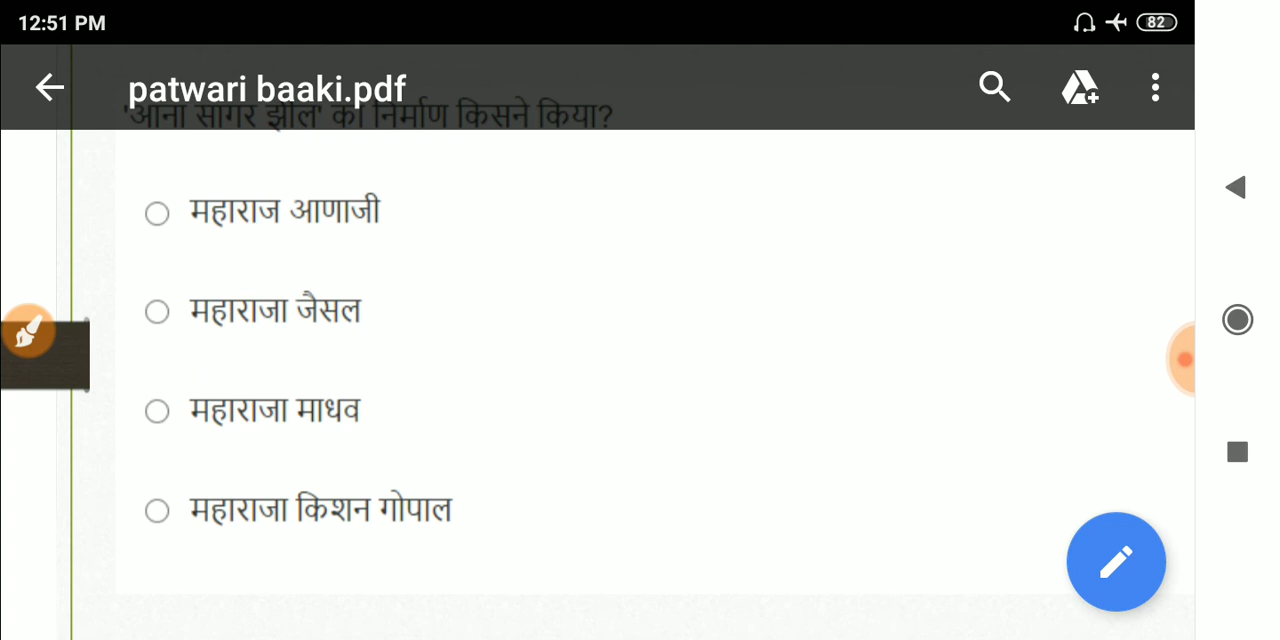 12:51 PM
82
patwari baaki.pdf
'आना सागर झील' का निर्माण किसने किया?
महाराज आणाजी
महाराजा जैसल
महाराजा माधव
महाराजा किशन गोपाल